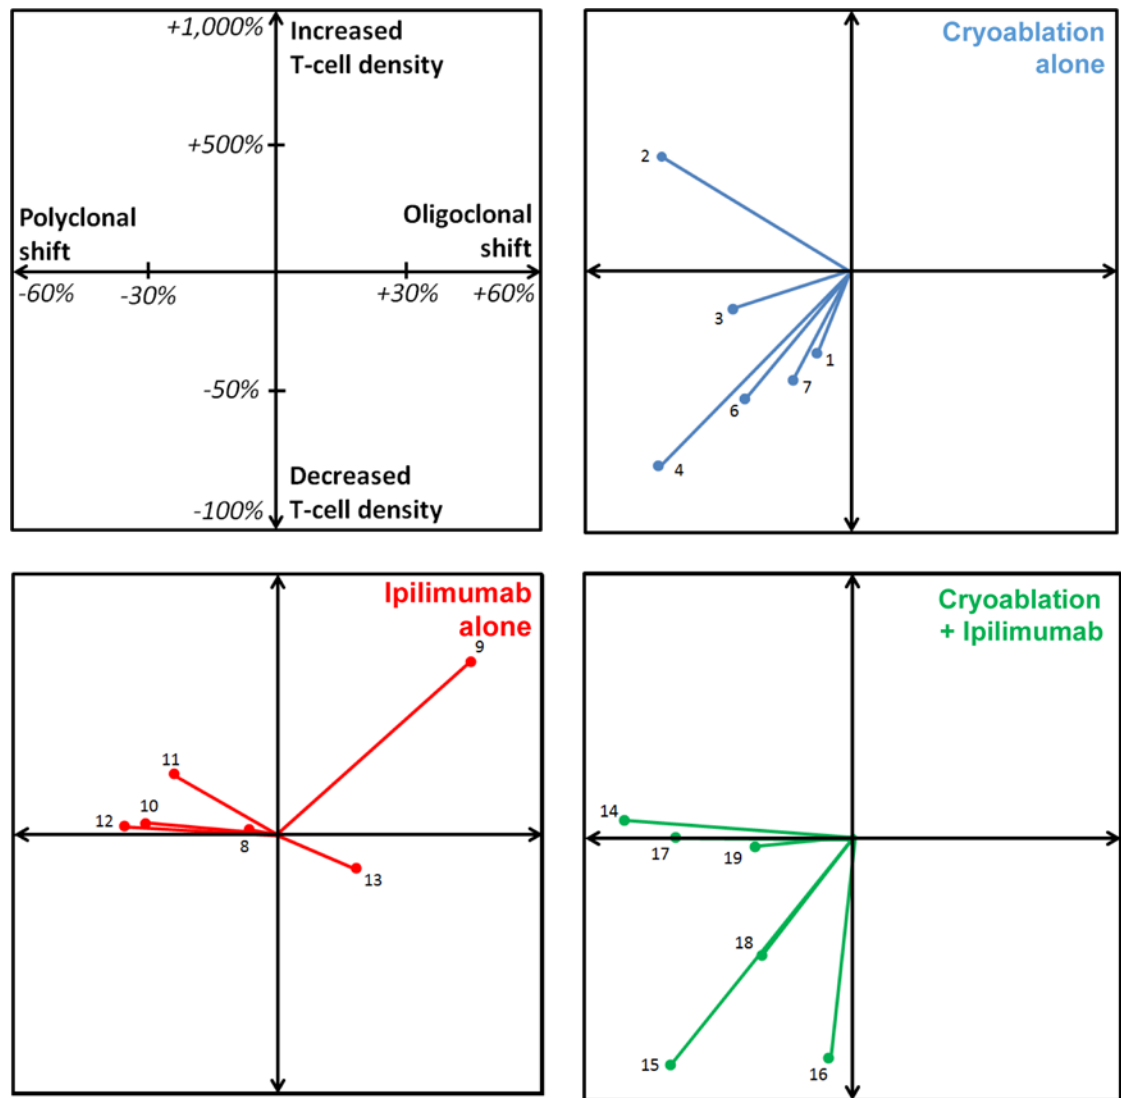 +1,000%
Increased
T-cell density
+500%
Polyclonal
shift
Oligoclonal
shift
-60%
-30%
+30%
+60%
-50%
Decreased
T-cell density
-100%
Cryoablation
alone
2
3
1
7
6
4
Ipilimumab
alone
9
11
10
12
8
13
Cryoablation
+ Ipilimumab
14
17
19
18
15
16